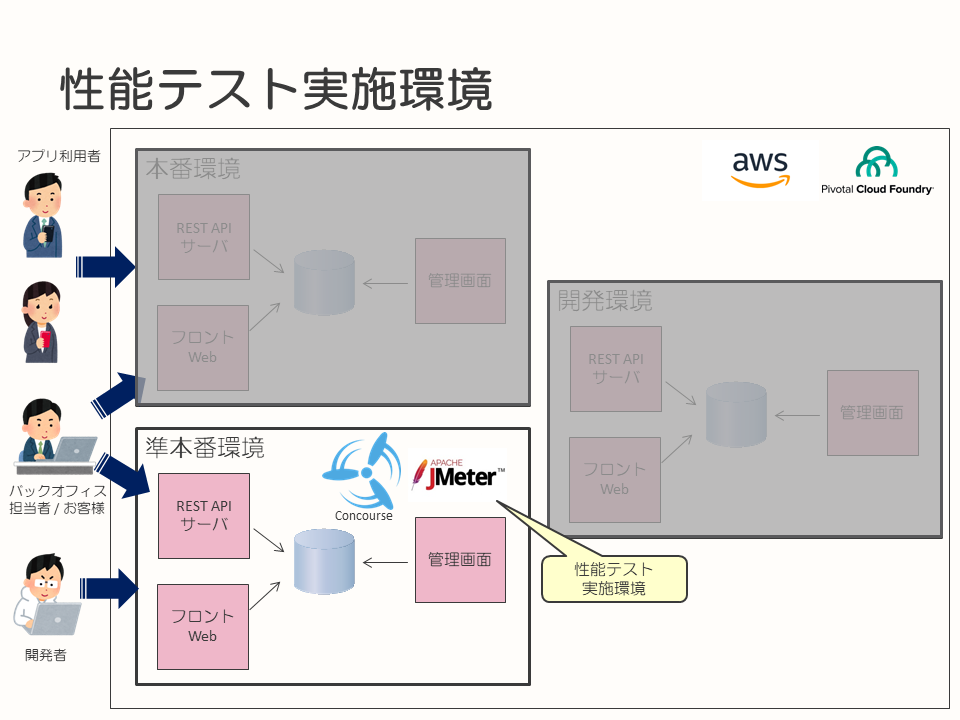 性能テスト実施環境
アプリ利用者
バックオフィス
担当者 / お客様
開発者
本番環境
REST API
サーバ
フロント
Web
管理画面
準本番環境
REST API
サーバ
フロント
Web
Concourse
APACHE
JMeter™
管理画面
性能テスト
実施環境
aws
Pivotal Cloud Foundry
開発環境
REST API
サーバ
フロント
Web
管理画面